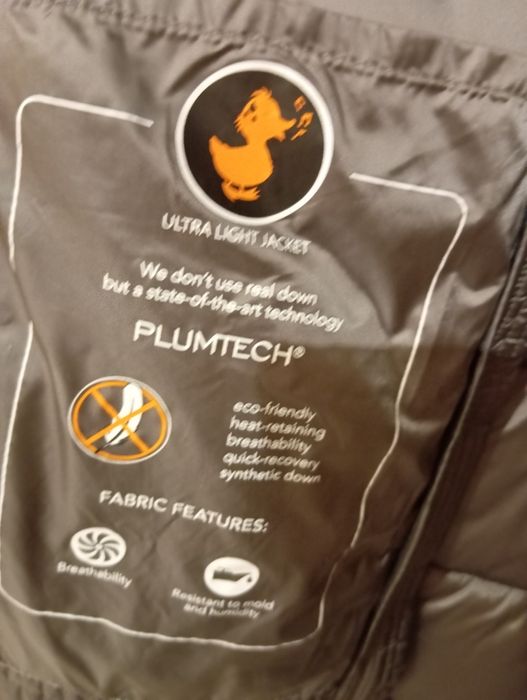 ULTRA LIGHT JACKET
We don't use real down
but a state-of-the-art technology
PLUMTECH®
eco-friendly
heat-retaining
breathability
quick-recovery
synthetic down
FABRIC FEATURES:
Breathability
Resistant to mold
and humidity